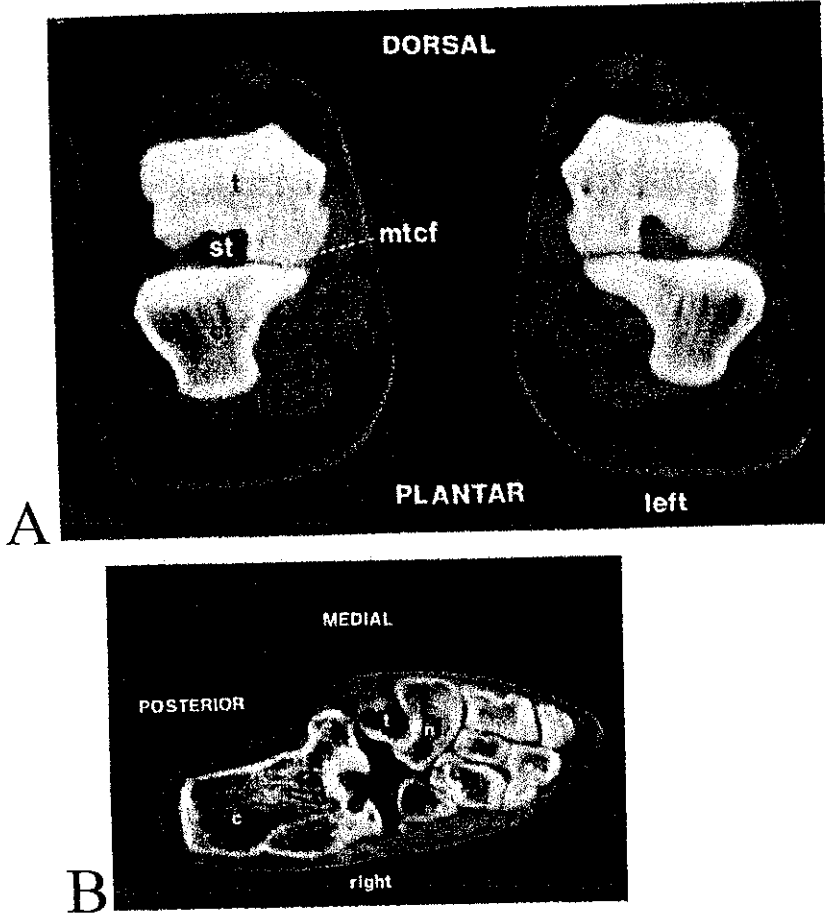 DORSAL
t
st
mtcf
PLANTAR
left
A
MEDIAL
POSTERIOR
t
n
c
right
B